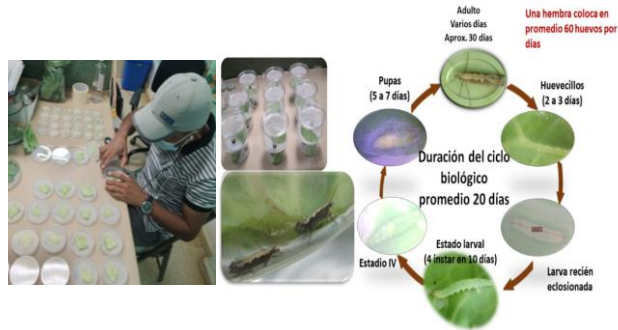 Adulto
Varios días
Aprox. 30 días
Una hembra coloca en
promedio 60 huevos por
días
Huevecillos
(2 a 3 días)
Larva recién
eclosionada
Estado larval
(4 instar en 10 días)
Estadio IV
Pupas
(5 a 7 días)
Duración del ciclo
biológico
promedio 20 días